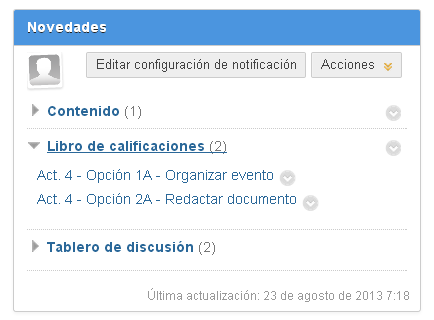 Novedades
Editar configuración de notificación Acciones
Contenido (1)
Libro de calificaciones (2)
Act. 4 - Opción 1A - Organizar evento
Act. 4 - Opción 2A - Redactar documento
Tablero de discusión (2)
Última actualización: 23 de agosto de 2013 7:18